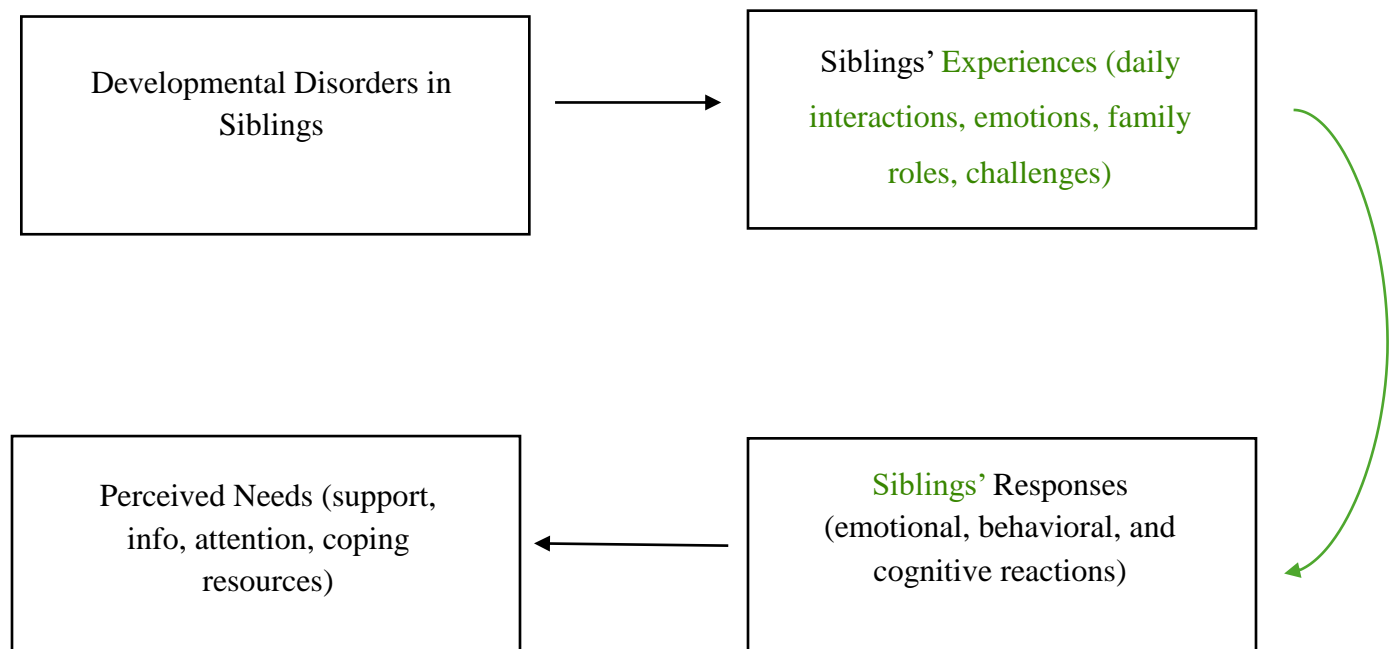 Developmental Disorders in
Siblings
Siblings’ Experiences (daily
interactions, emotions, family
roles, challenges)
Perceived Needs (support,
info, attention, coping
resources)
Siblings’ Responses
(emotional, behavioral, and
cognitive reactions)